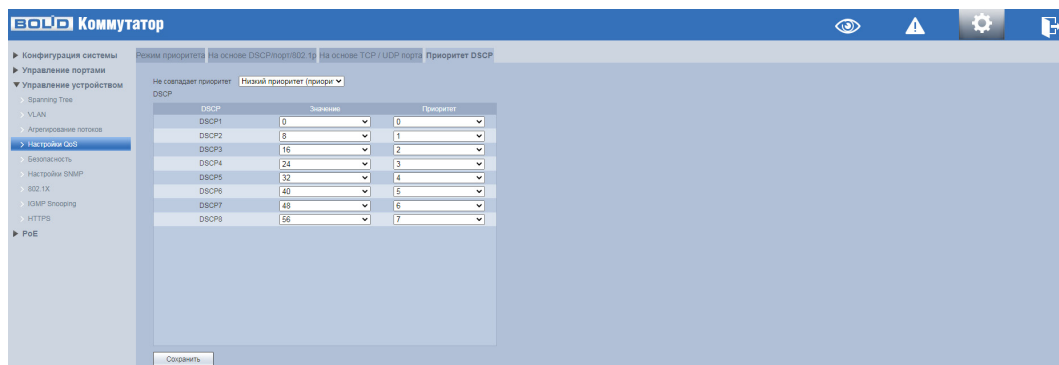 BOLID Коммутатор
Конфигурация системы
Управление портами
Управление устройством
Spanning Tree
VLAN
Агрегирование потоков
Настройки QoS
Безопасность
Настройки SNMP
802.1X
IGMP Snooping
HTTPS
PoE
Режим приоритета На основе DSCP/порт/802.1p На основе TCP / UDP порта Приоритет DSCP
Не совпадает приоритет Низкий приоритет (приори
DSCP
DSCP Значение Приоритет
DSCP1 0 0
DSCP2 8 1
DSCP3 16 2
DSCP4 24 3
DSCP5 32 4
DSCP6 40 5
DSCP7 48 6
DSCP8 56 7
Сохранить